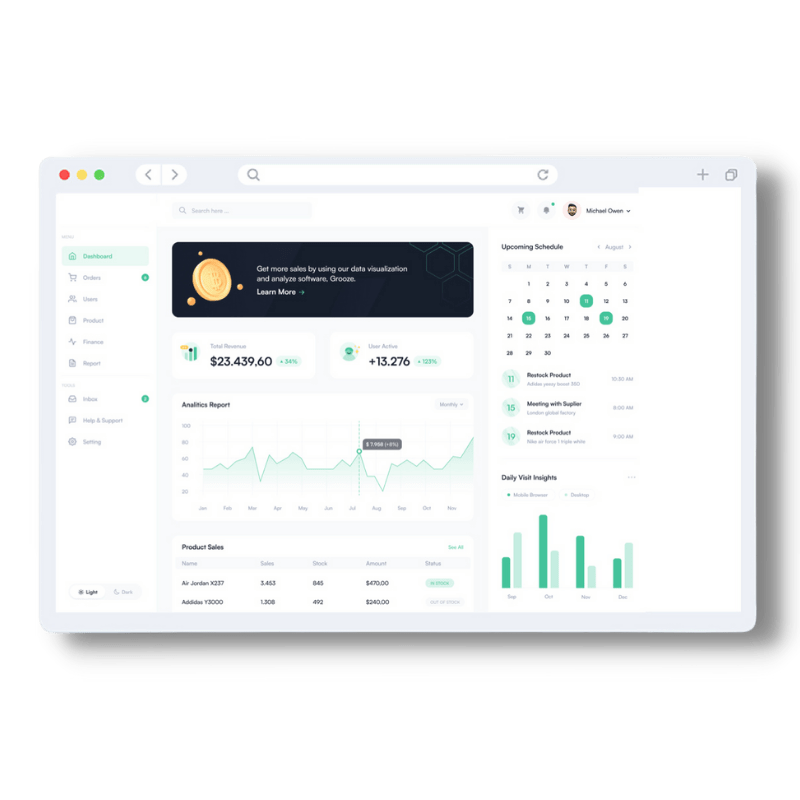 Search here ...
Michael Owen
MENU
Dashboard
Orders
Users
Product
Finance
Report
Inbox
Help & Support
Setting
Light
Dark
Get more sales by using our data visualization
and analyze software, Grooze.
Learn More →
Total Revenue
$23.439,60 + 34%
User Active
+13.276 + 123%
Analitics Report
Monthly
$ 7,958 (+8%)
100
60
40
20
Jan Feb Mar Apr May Jun Jul Aug Sep Oct Nov
Product Sales
See All
Name Sales Stock Amount Status
Air Jordan X237 3.453 845 $470,00 IN STOCK
Addidas Y3000 1.308 492 $240,00 OUT OF STOCK
Upcoming Schedule
August
S M T W T F S
1 2 3 4 5 6
7 8 9 10 11 12 13
14 15 16 17 18 19 20
21 22 23 24 25 26 27
28 29 30
11 Restock Product 10:30 AM
Adidas yeezy boost 350
15 Meeting with Suplier 8:00 AM
London global factory
19 Restock Product 9:00 AM
Nike air force 1 triple white
Daily Visit Insights
Mobile Browser
Desktop
Sep Oct Nov Dec